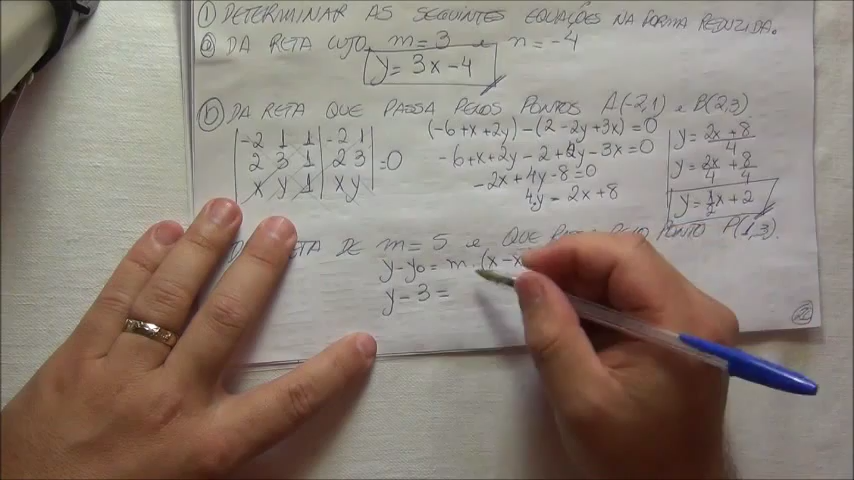 ① DETERMINAR AS SEGUINTES EQUAÇÕES NA FORMA REDUZIDA.
ⓐ DA RETA CUJO m = 3 e n = -4
y = 3x - 4
ⓑ DA RETA QUE PASSA PELOS PONTOS A(-2,1) e B(2,3)
-2 1 1 -2 1
2 3 1 2 3 = 0
x y 1 x y
(-6+x+2y) - (2-2y+3x) = 0
-6+x+2y-2+2y-3x=0
-2x+4y-8=0
4y = 2x+8
y = 2x+8/4
y = 2x/4 + 8/4
y = 1/2 x + 2
DE m = 5 e QUE PONTO P(1,3).
y - y0 = m . (x - x
y - 3 =